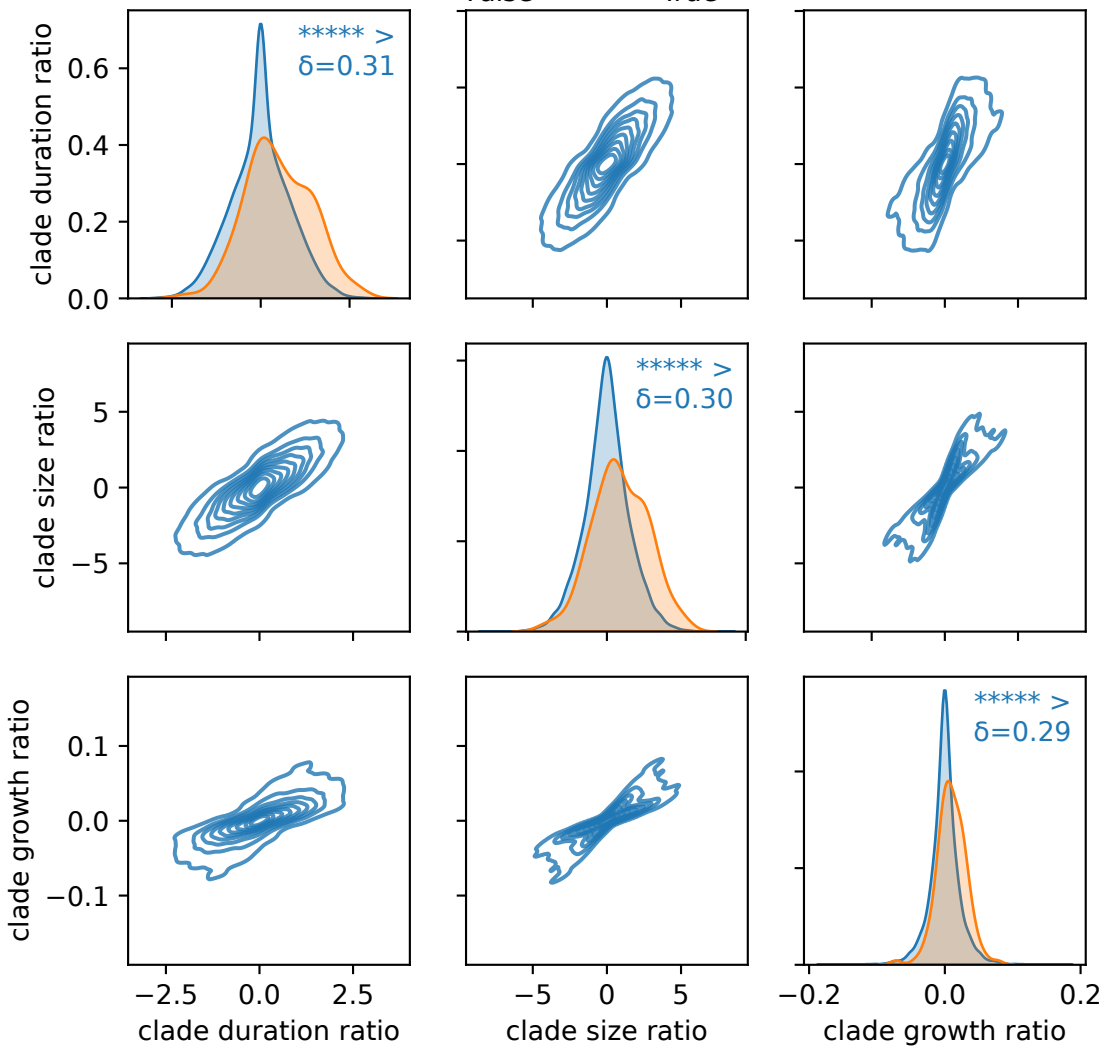 clade duration ratio
0.6
0.4
0.2
0.0
***** >
δ=0.31
clade size ratio
5
0
−5
***** >
δ=0.30
clade growth ratio
0.1
0.0
−0.1
***** >
δ=0.29
−2.5 0.0 2.5
−5 0 5
−0.2 0.0 0.2
clade duration ratio
clade size ratio
clade growth ratio